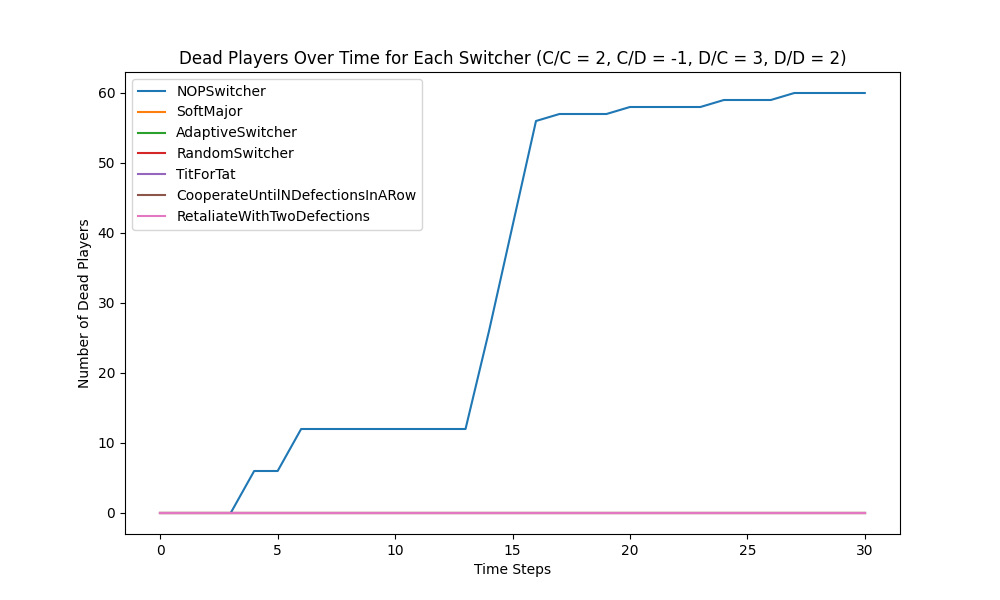 Dead Players Over Time for Each Switcher (C/C = 2, C/D = -1, D/C = 3, D/D = 2)
NOPSwitcher
SoftMajor
AdaptiveSwitcher
RandomSwitcher
TitForTat
CooperateUntilNDefectionsInARow
RetaliateWithTwoDefections
Number of Dead Players
60
50
40
30
20
10
0
0 5 10 15 20 25 30
Time Steps